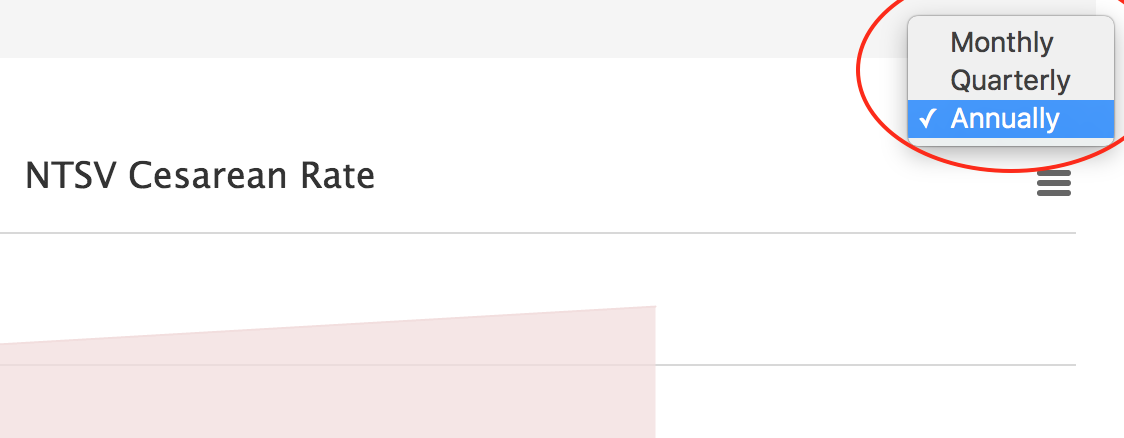 Monthly
Quarterly
✓ Annually
NTSV Cesarean Rate